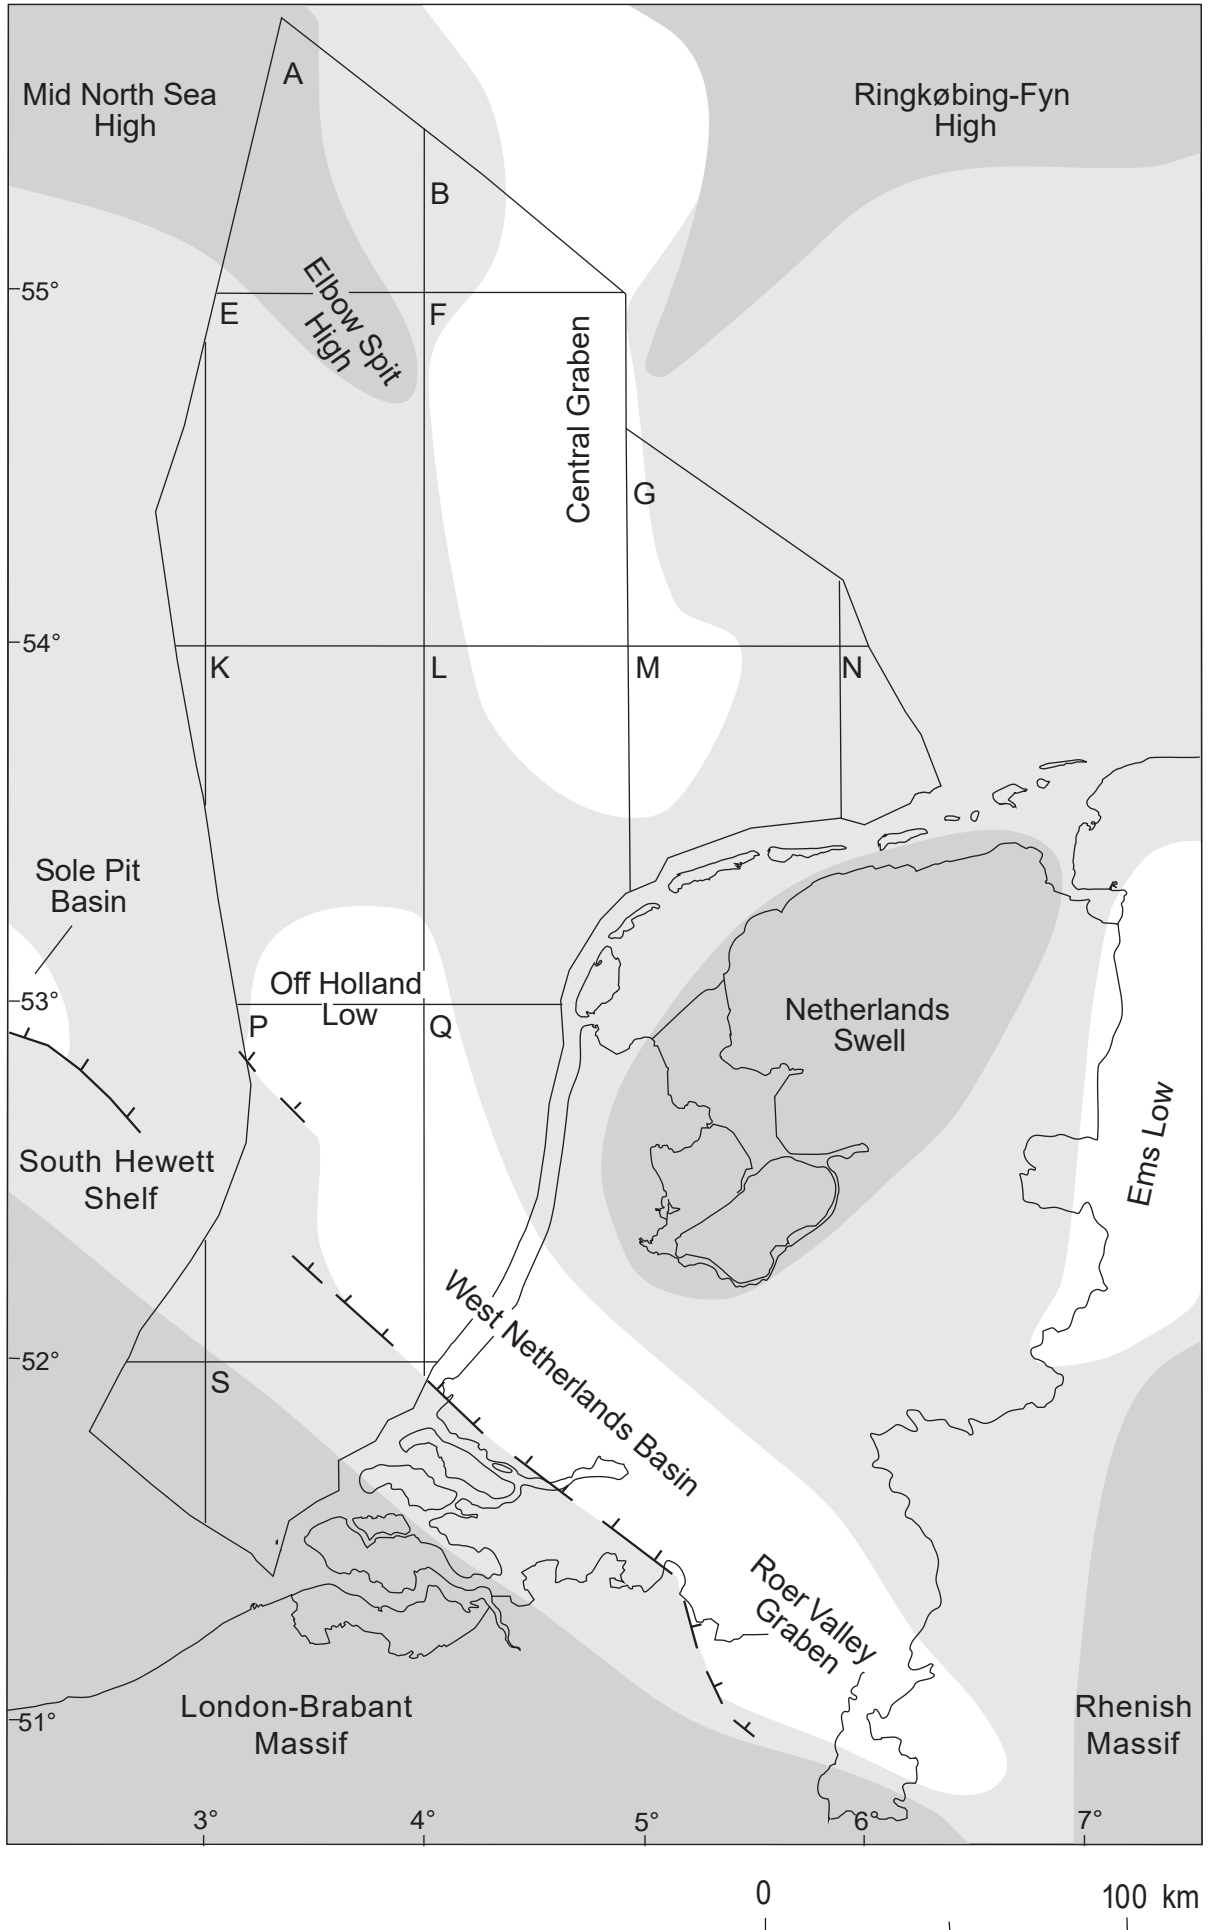 A
Mid North Sea
High
Ringkøbing-Fyn
High
B
55°
E
Elbow Spit
High
F
Central Graben
G
54°
K
L
M
N
Sole Pit
Basin
Off Holland
Low
53°
P
Q
Netherlands
Swell
Ems Low
South Hewett
Shelf
West Netherlands Basin
52°
S
Roer Valley
Graben
London-Brabant
Massif
Rhenish
Massif
51°
3°
4°
5°
6°
7°
0
100 km